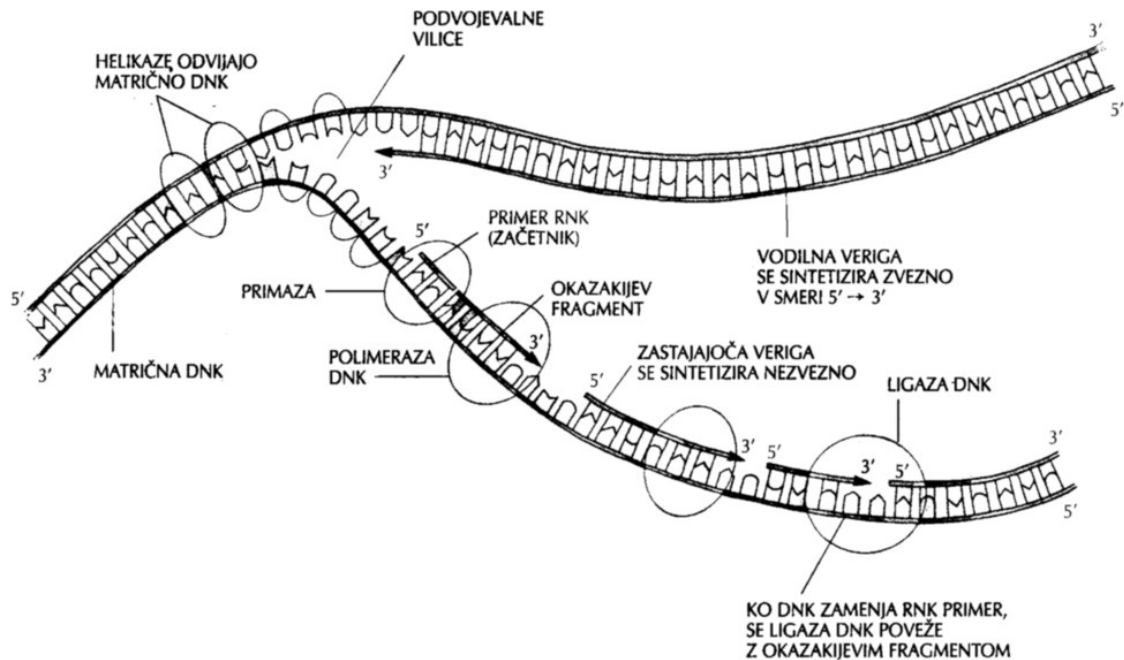 PODVOJEVALNE
VILICE
HELIKAZE ODVIJAJO
MATRIČNO DNK
3'
5'
3'
5'
PRIMER RNK
(ZAČETNIK)
VODILNA VERIGA
SE SINTETIZIRA ZVEZNO
V SMERI 5' → 3'
PRIMAZA
OKAZAKIJEV
FRAGMENT
5'
3'
MATRIČNA DNK
3'
POLIMERAZA
DNK
5'
ZASTAJAJOČA VERIGA
SE SINTETIZIRA NEZVEZNO
LIGAZA DNK
3'
5'
3'
5'
3'
5'
KO DNK ZAMENJA RNK PRIMER,
SE LIGAZA DNK POVEŽE
Z OKAZAKIJEVIM FRAGMENTOM